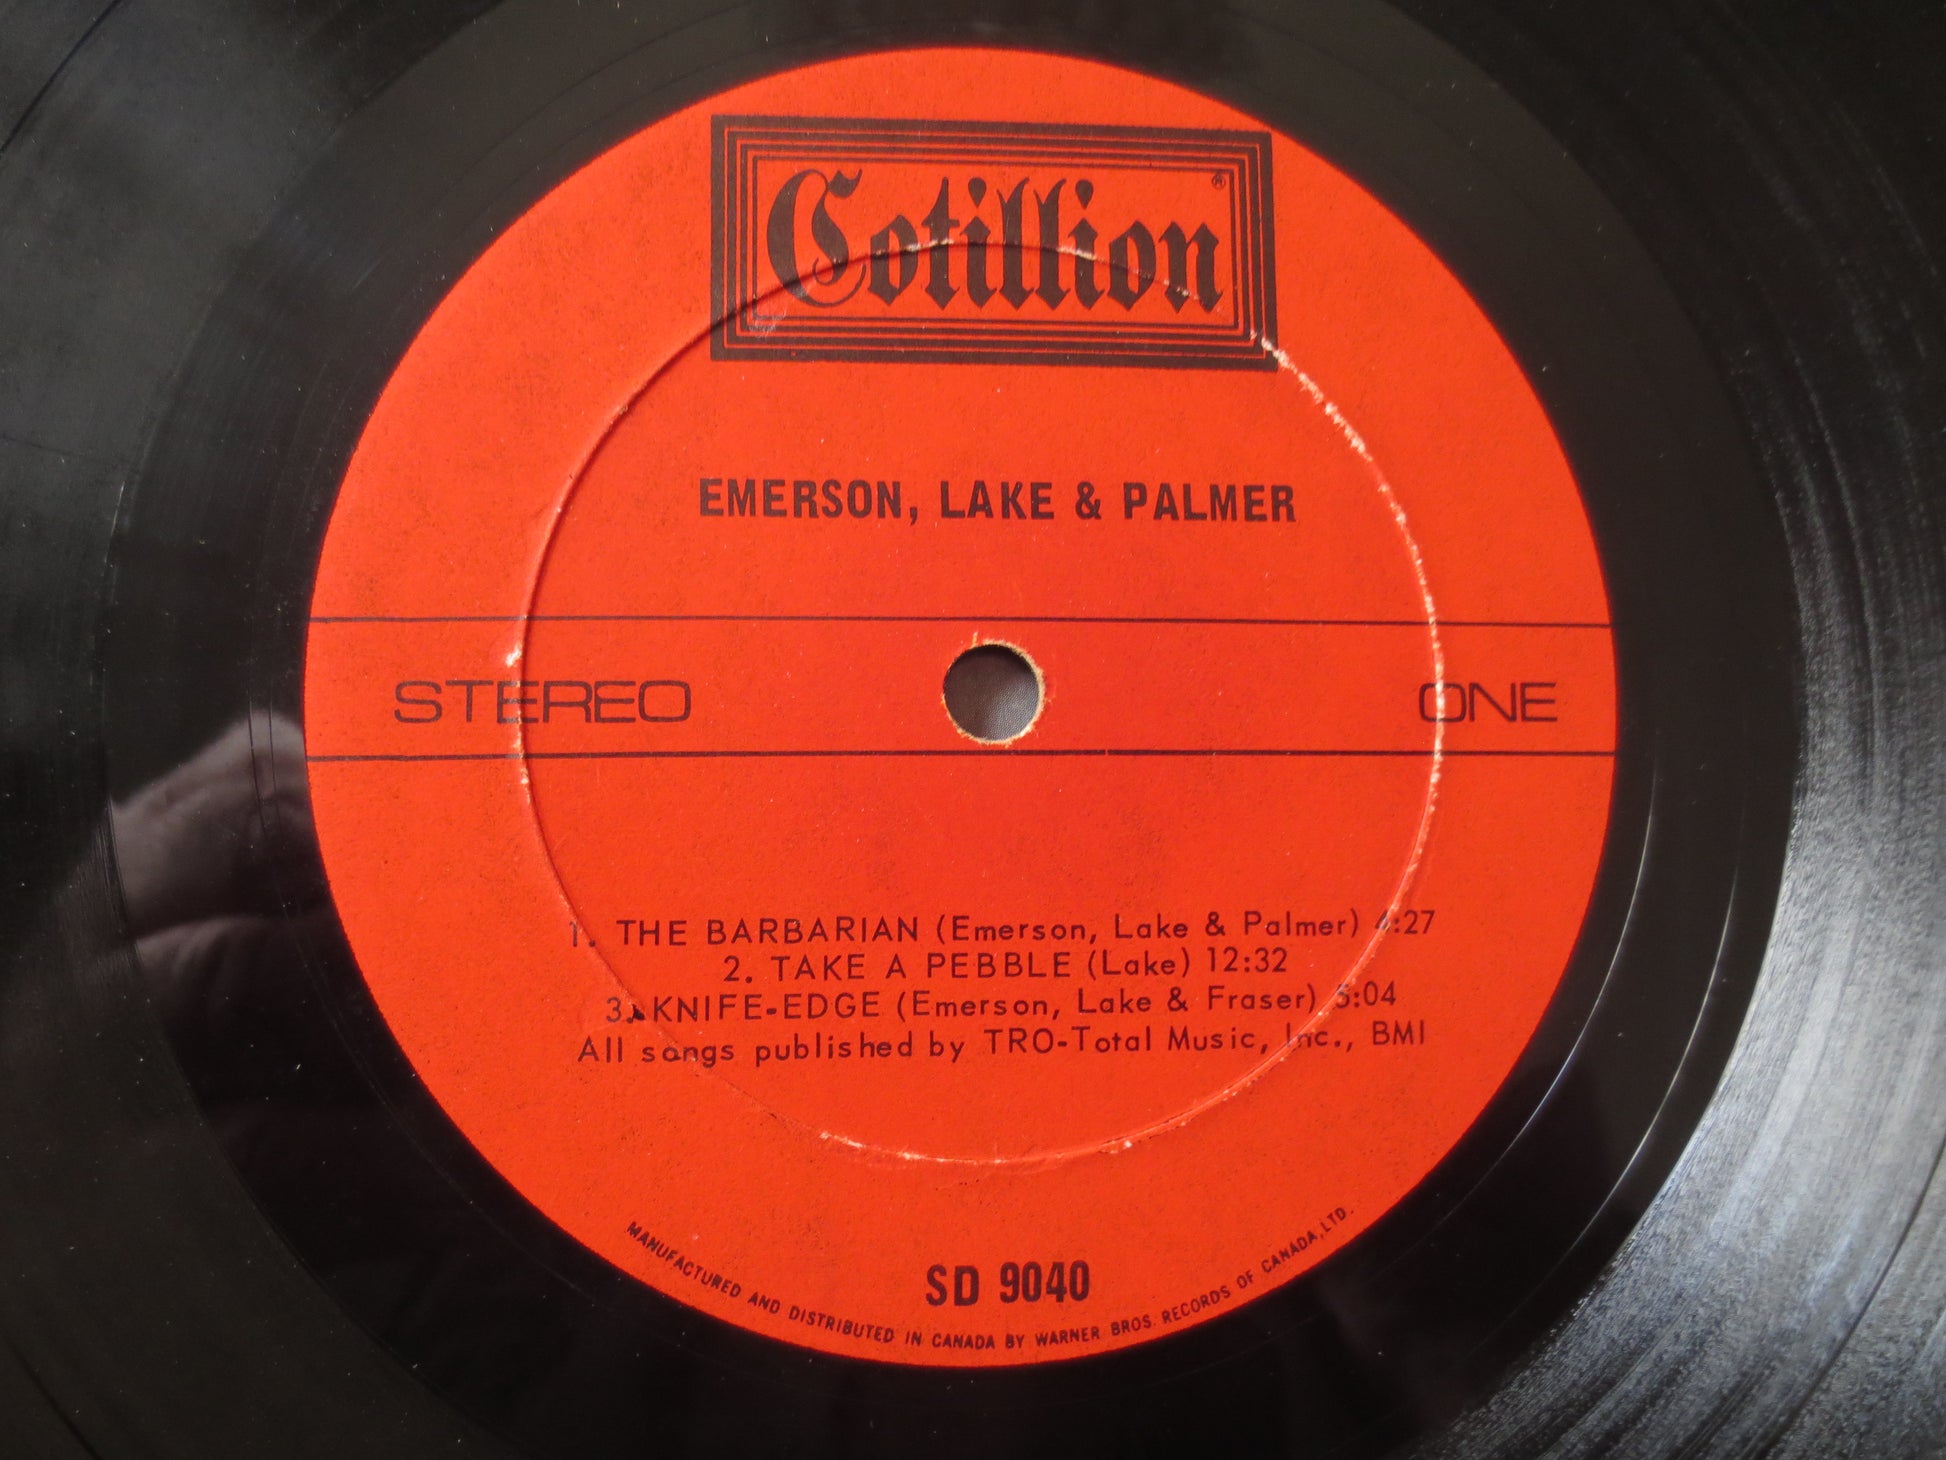 Cotillion ®
EMERSON, LAKE & PALMER
STEREO
ONE
1. THE BARBARIAN (Emerson, Lake & Palmer) 4:27
2. TAKE A PEBBLE (Lake) 12:32
3. KNIFE-EDGE (Emerson, Lake & Fraser) 5:04
All songs published by TRO-Total Music, Inc., BMI
SD 9040
MANUFACTURED AND DISTRIBUTED IN CANADA BY WARNER BROS. RECORDS OF CANADA, LTD.